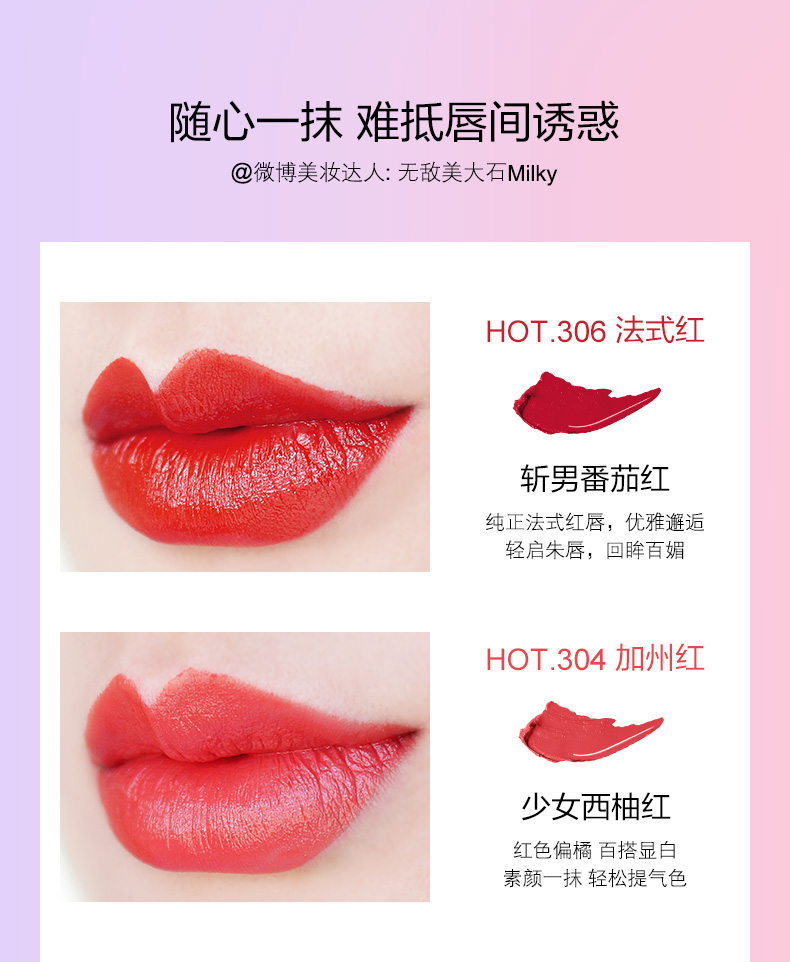 随心一抹 难抵唇间诱惑
@微博美妆达人: 无敌美大石Milky
HOT.306 法式红
斩男番茄红
纯正法式红唇，优雅邂逅
轻启朱唇，回眸百媚
HOT.304 加州红
少女西柚红
红色偏橘 百搭显白
素颜一抹 轻松提气色